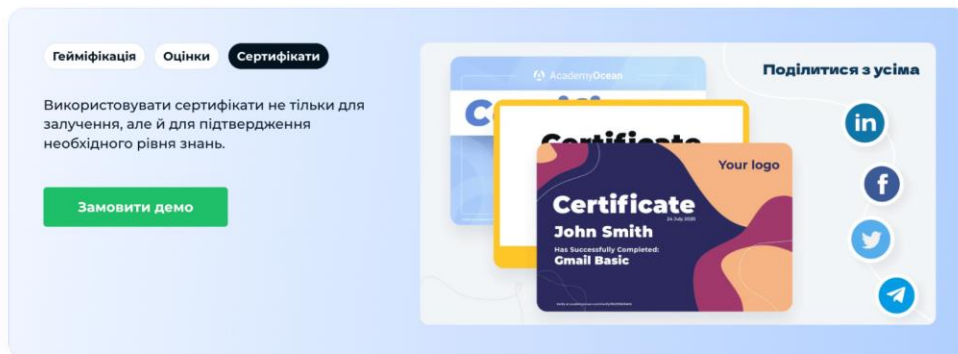 Гейміфікація Оцінки Сертифікати
Використовувати сертифікати не тільки для
залучення, але й для підтвердження
необхідного рівня знань.
Замовити демо
AcademyOcean
Поділитися з усіма
Certificate
Your logo
Certificate
24 July 2020
John Smith
Has Successfully Completed:
Gmail Basic
in
f